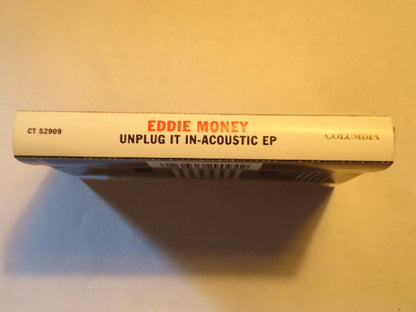 CT 52909
EDDIE MONEY
UNPLUG IT IN-ACOUSTIC EP
COLUMBIA